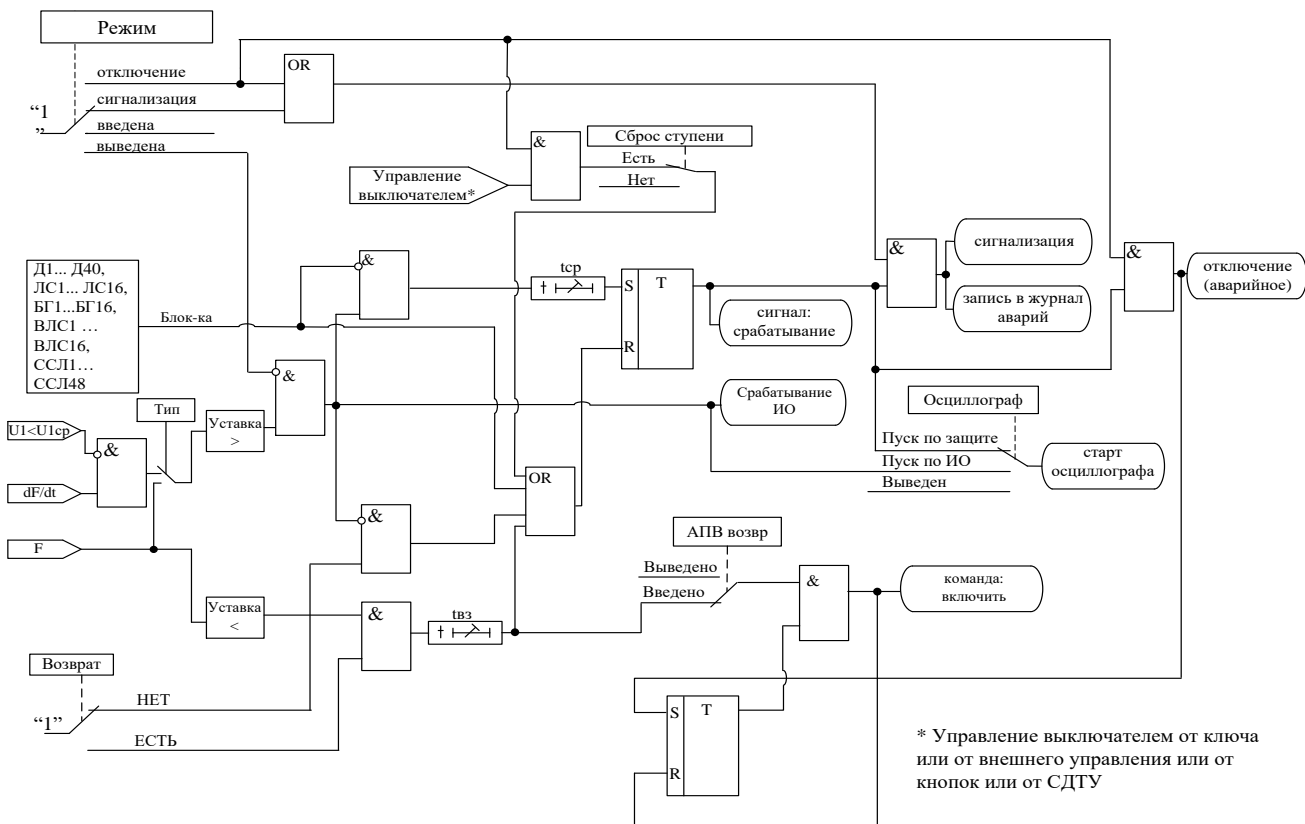 Режим
отключение
сигнализация
“1
”
введена
выведена
OR
&
Сброс ступени
Есть
Нет
Управление
выключателем*
Д1... Д40,
ЛС1... ЛС16,
БГ1...БГ16,
ВЛС1 …
ВЛС16,
ССЛ1…
ССЛ48
Блок-ка
&
tср
S
T
R
сигнал:
срабатывание
&
сигнализация
запись в журнал
аварий
&
отключение
(аварийное)
&
Тип
Уставка
>
U1<U1ср
&
dF/dt
F
Срабатывание
ИО
Осциллограф
Пуск по защите
Пуск по ИО
Выведен
старт
осциллографа
OR
&
АПВ возвр
Выведено
Введено
&
команда:
включить
Уставка
<
&
tвз
Возврат
“1”
НЕТ
ЕСТЬ
S
T
R
* Управление выключателем от ключа
или от внешнего управления или от
кнопок или от СДТУ